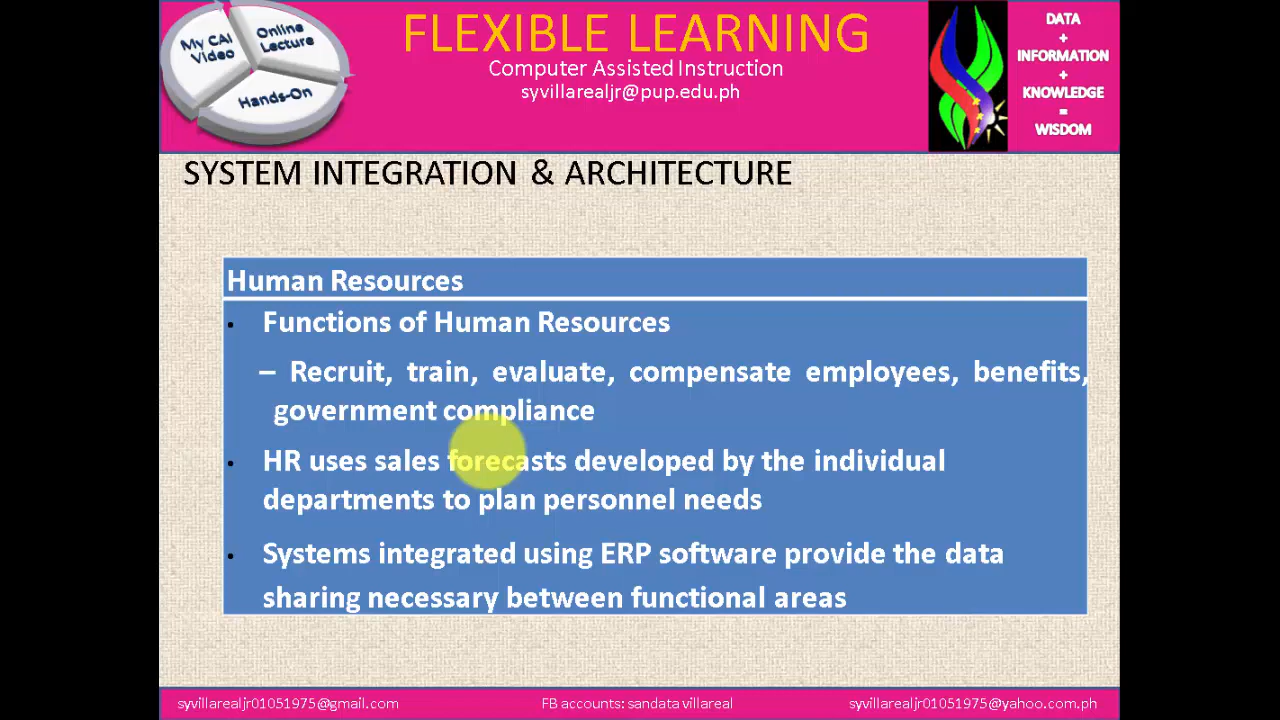 My CAI
Video
Online
Lecture
Hands-On
FLEXIBLE LEARNING
Computer Assisted Instruction
syvillarealjr@pup.edu.ph
DATA
+
INFORMATION
+
KNOWLEDGE
=
WISDOM
SYSTEM INTEGRATION & ARCHITECTURE
Human Resources
• Functions of Human Resources
– Recruit, train, evaluate, compensate employees, benefits,
government compliance
• HR uses sales forecasts developed by the individual
departments to plan personnel needs
• Systems integrated using ERP software provide the data
sharing necessary between functional areas
syvillarealjr01051975@gmail.com
FB accounts: sandata villareal
syvillarealjr01051975@yahoo.com.ph